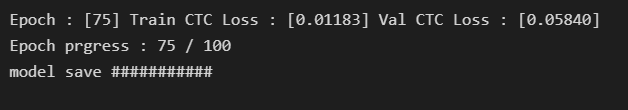 Epoch : [75] Train CTC Loss : [0.01183] Val CTC Loss : [0.05840]
Epoch prgress : 75 / 100
model save ###########